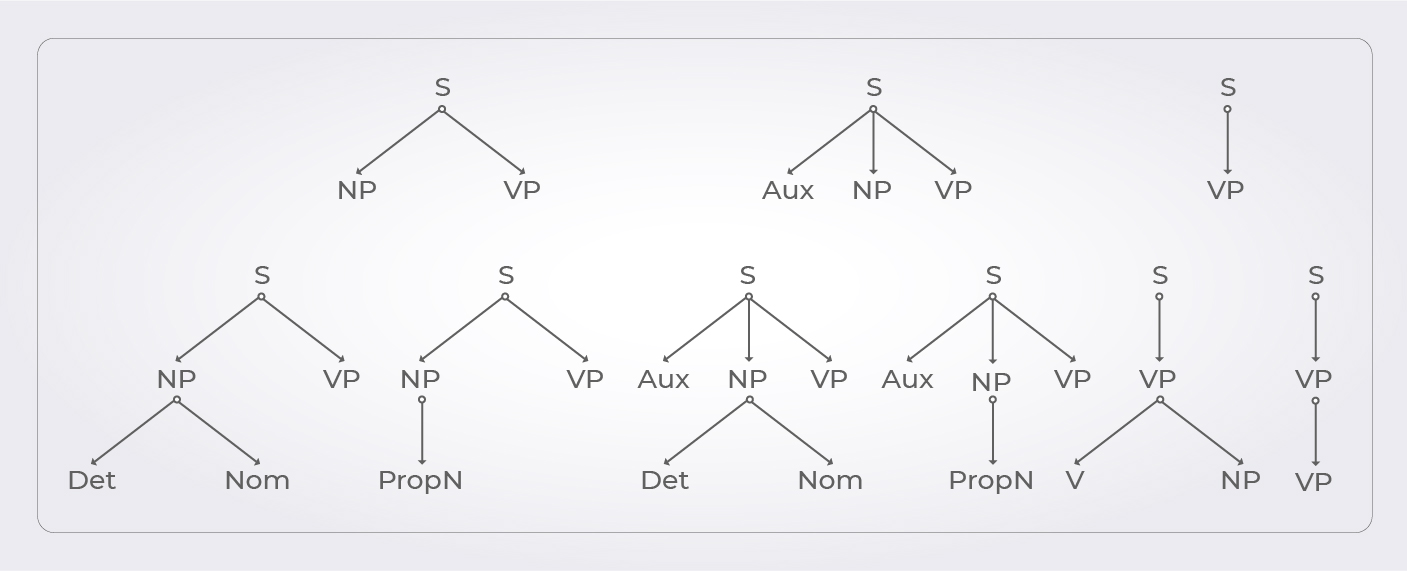 S S S
NP VP Aux NP VP VP
S S S S S S
NP VP NP VP Aux NP VP Aux NP VP VP VP
Det Nom PropN Det Nom PropN V NP VP